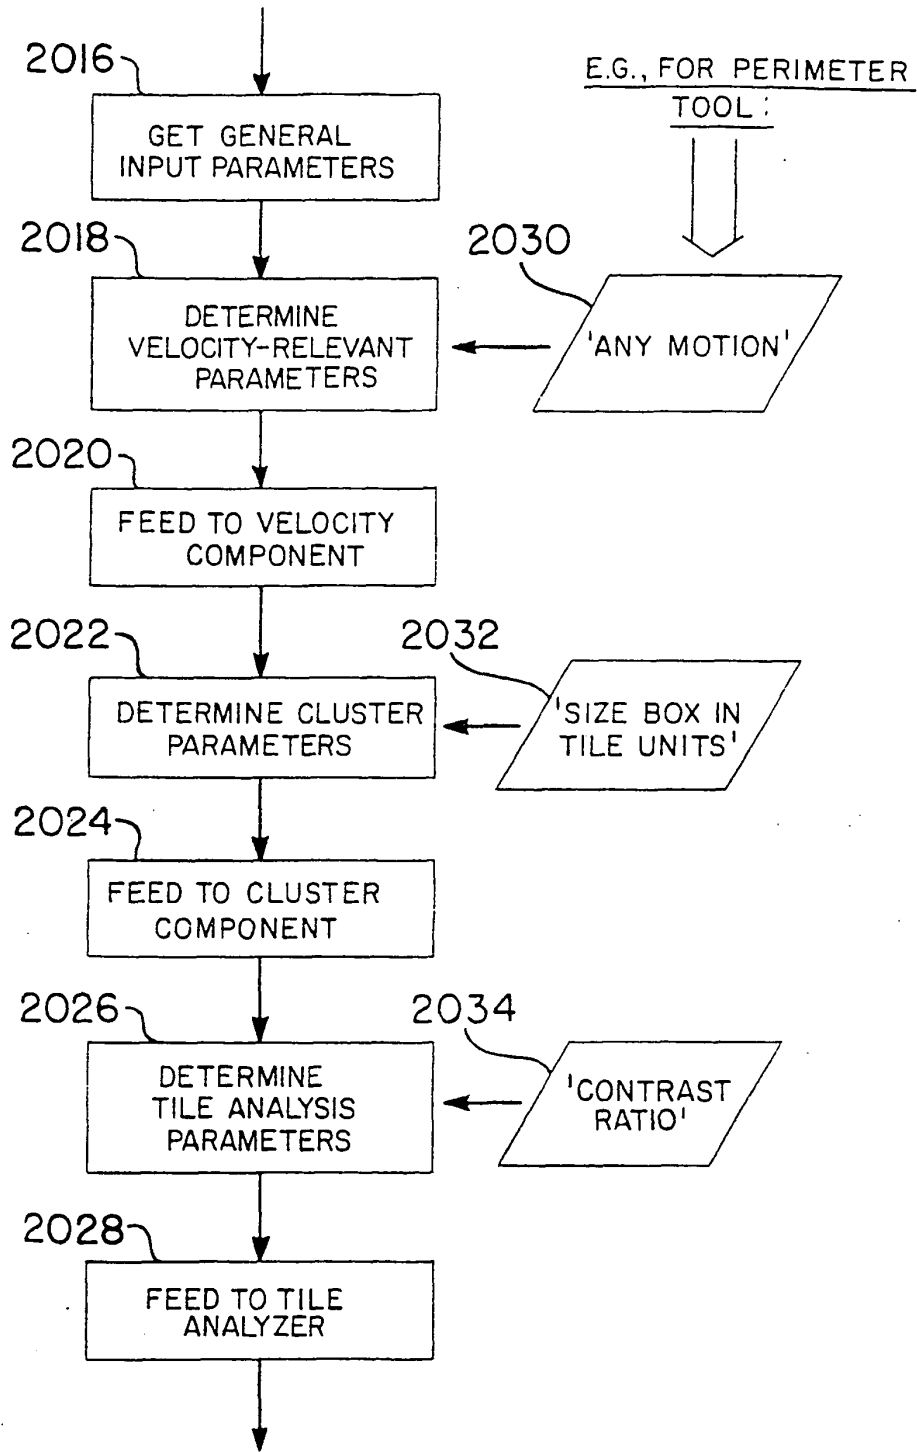 2016
E.G., FOR PERIMETER
TOOL:
GET GENERAL
INPUT PARAMETERS
2018
2030
DETERMINE
VELOCITY-RELEVANT
PARAMETERS
'ANY MOTION'
2020
FEED TO VELOCITY
COMPONENT
2022
2032
DETERMINE CLUSTER
PARAMETERS
'SIZE BOX IN
TILE UNITS'
2024
FEED TO CLUSTER
COMPONENT
2026
2034
DETERMINE
TILE ANALYSIS
PARAMETERS
'CONTRAST
RATIO'
2028
FEED TO TILE
ANALYZER